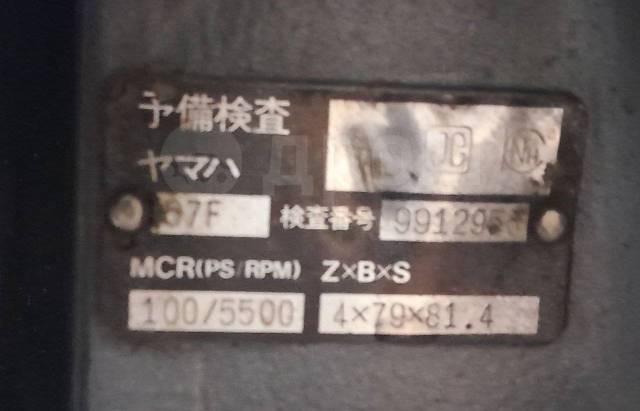 予備検査
JC
ヤマハ
67F 検査番号
MCR(PS/RPM) Z×B×S
100/5500 4×79×81.4